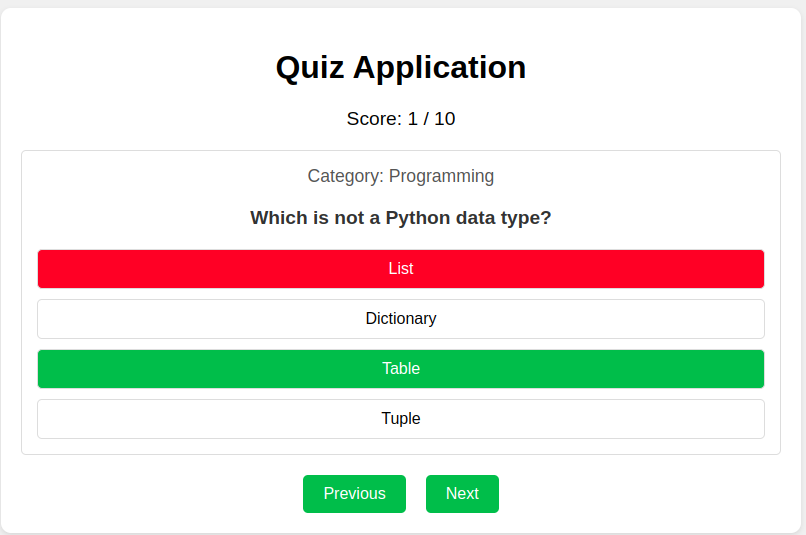 Quiz Application
Score: 1 / 10
Category: Programming
Which is not a Python data type?
List
Dictionary
Table
Tuple
Previous Next